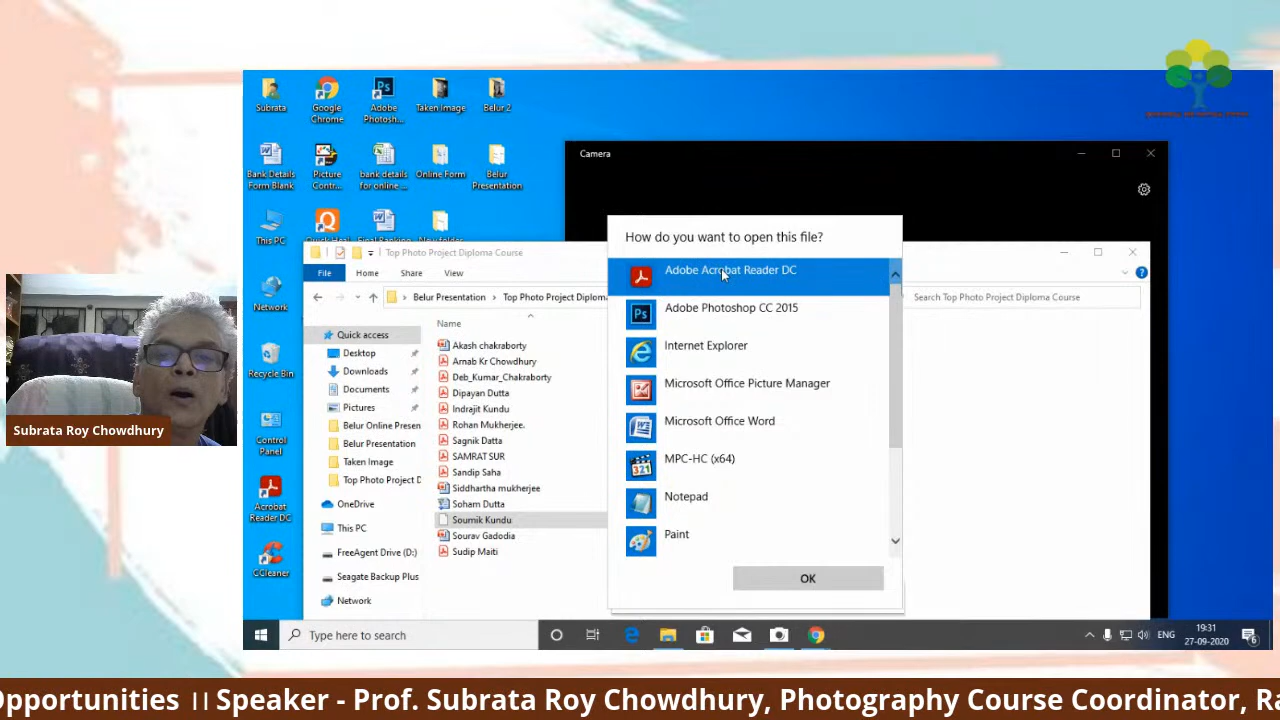 Subrata
Google Chrome
Adobe Photosh...
Taken Image
Belur 2
Bank Details Form Blank
Picture Contr...
bank details for online ...
Online Form
Belur Presentation
This PC
Quick Heal
Final Ranking
New folder
Network
Recycle Bin
Control Panel
Acrobat Reader DC
CCleaner
Camera
Top Photo Project Diploma Course
File
Home
Share
View
Belur Presentation
Top Photo Project Diploma
Search Top Photo Project Diploma Course
Quick access
Desktop
Downloads
Documents
Pictures
Belur Online Presen
Belur Presentation
Taken Image
Top Photo Project D
OneDrive
This PC
FreeAgent Drive (D:)
Seagate Backup Plus
Network
Name
Akash chakraborty
Arnab Kr Chowdhury
Deb_Kumar_Chakraborty
Dipayan Dutta
Indrajit Kundu
Rohan Mukherjee.
Sagnik Datta
SAMRAT SUR
Sandip Saha
Siddhartha mukherjee
Soham Dutta
Soumik Kundu
Sourav Gadodia
Sudip Maiti
How do you want to open this file?
Adobe Acrobat Reader DC
Adobe Photoshop CC 2015
Internet Explorer
Microsoft Office Picture Manager
Microsoft Office Word
MPC-HC (x64)
Notepad
Paint
OK
Type here to search
ENG
19:31
27-09-2020
6
Subrata Roy Chowdhury
Opportunities || Speaker - Prof. Subrata Roy Chowdhury, Photography Course Coordinator, Ra